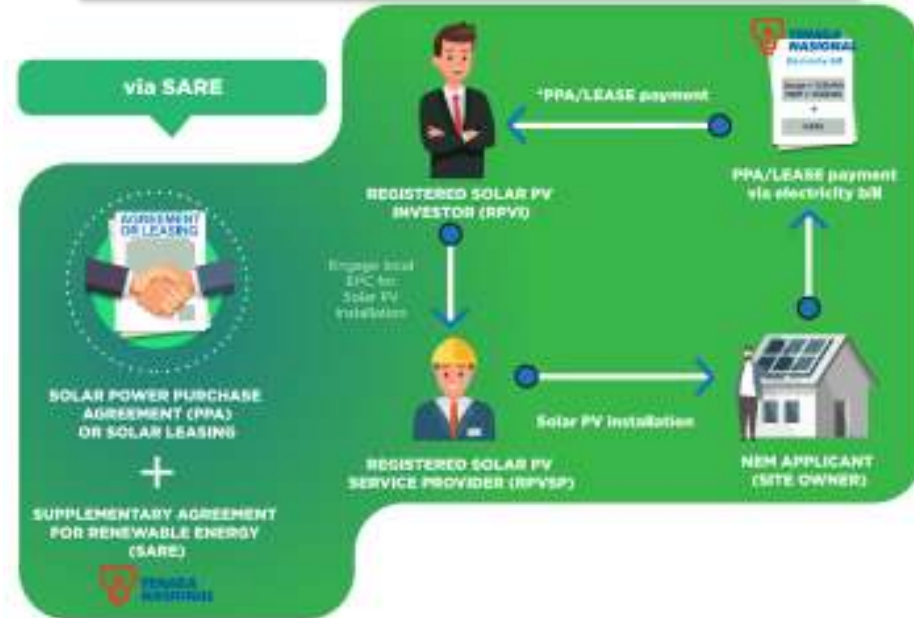 via SARE
AGREEMENT
OR LEASING
SOLAR POWER PURCHASE
AGREEMENT (PPA)
OR SOLAR LEASING
+
SUPPLEMENTARY AGREEMENT
FOR RENEWABLE ENERGY
(SARE)
TENAGA
NASIONAL
REGISTERED SOLAR PV
INVESTOR (RPVI)
*PPA/LEASE payment
TENAGA
NASIONAL
Electricity bill
+
PPA/LEASE payment
via electricity bill
Engage local
EPC for
Solar PV
Installation
REGISTERED SOLAR PV
SERVICE PROVIDER (RPVSP)
Solar PV Installation
NEM APPLICANT
(SITE OWNER)